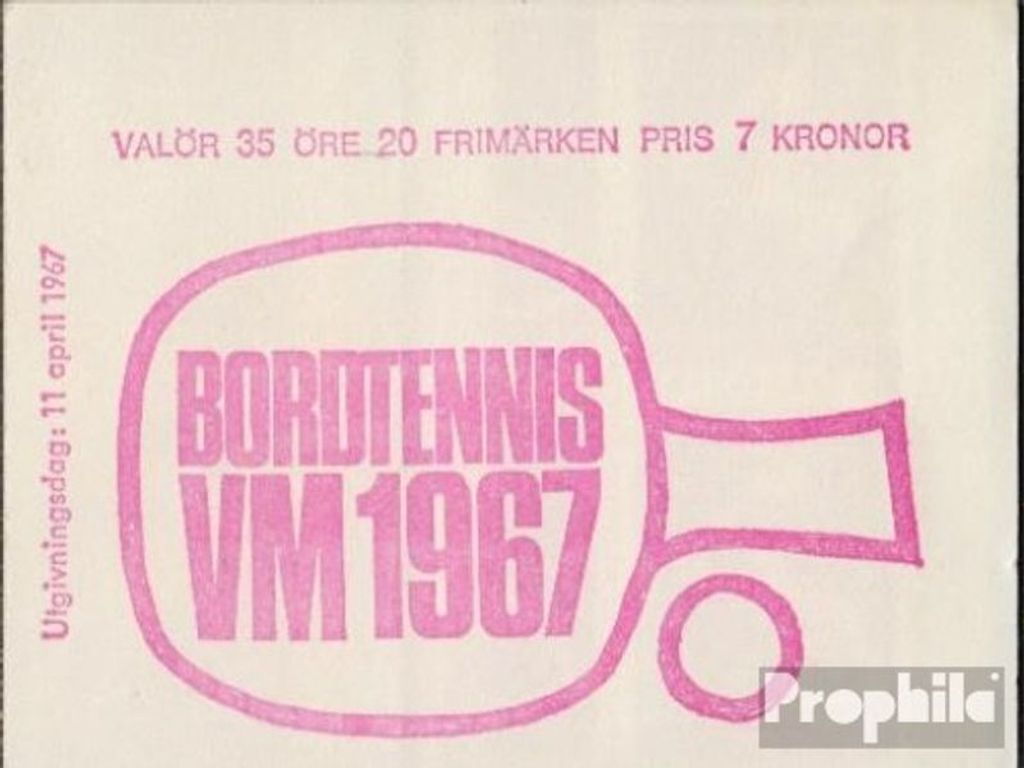 VALÖR 35 ÖRE 20 FRIMÄRKEN PRIS 7 KRONOR
Utgivningsdag: 11 april 1967
BORDTENNIS
VM 1967
Prophila